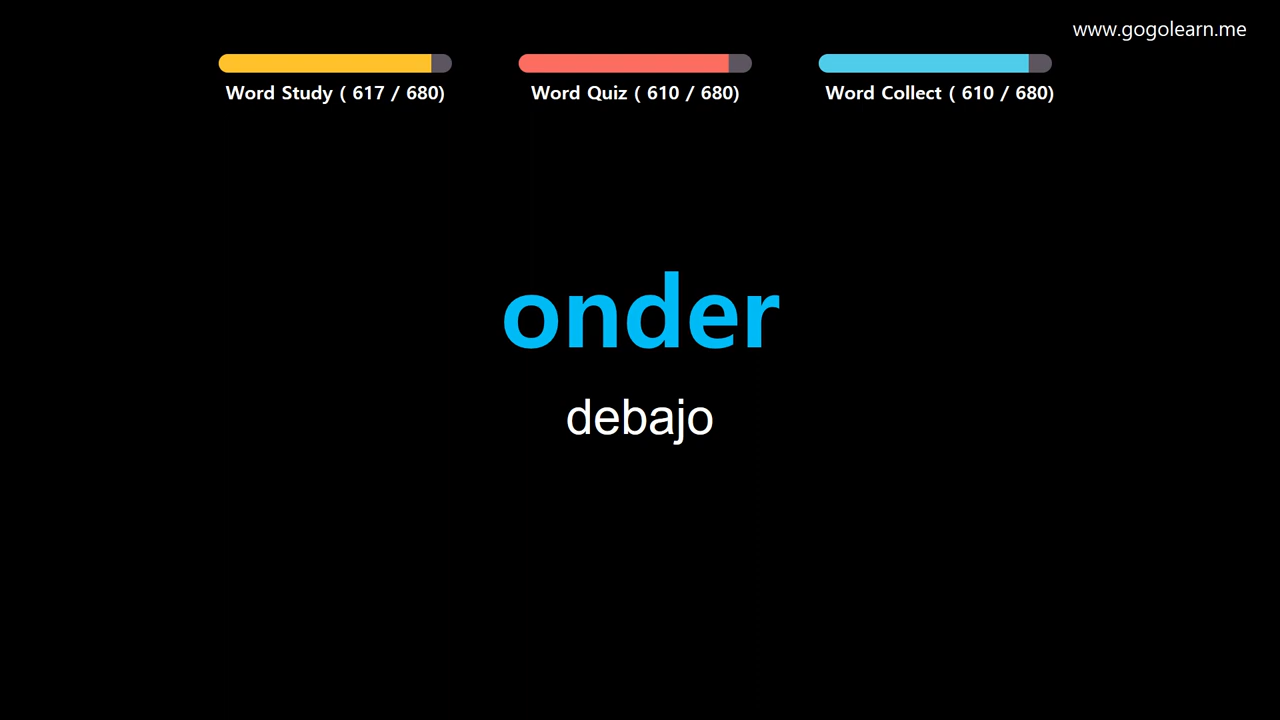 www.gogolearn.me
Word Study ( 617 / 680)
Word Quiz ( 610 / 680)
Word Collect ( 610 / 680)
onder
debajo